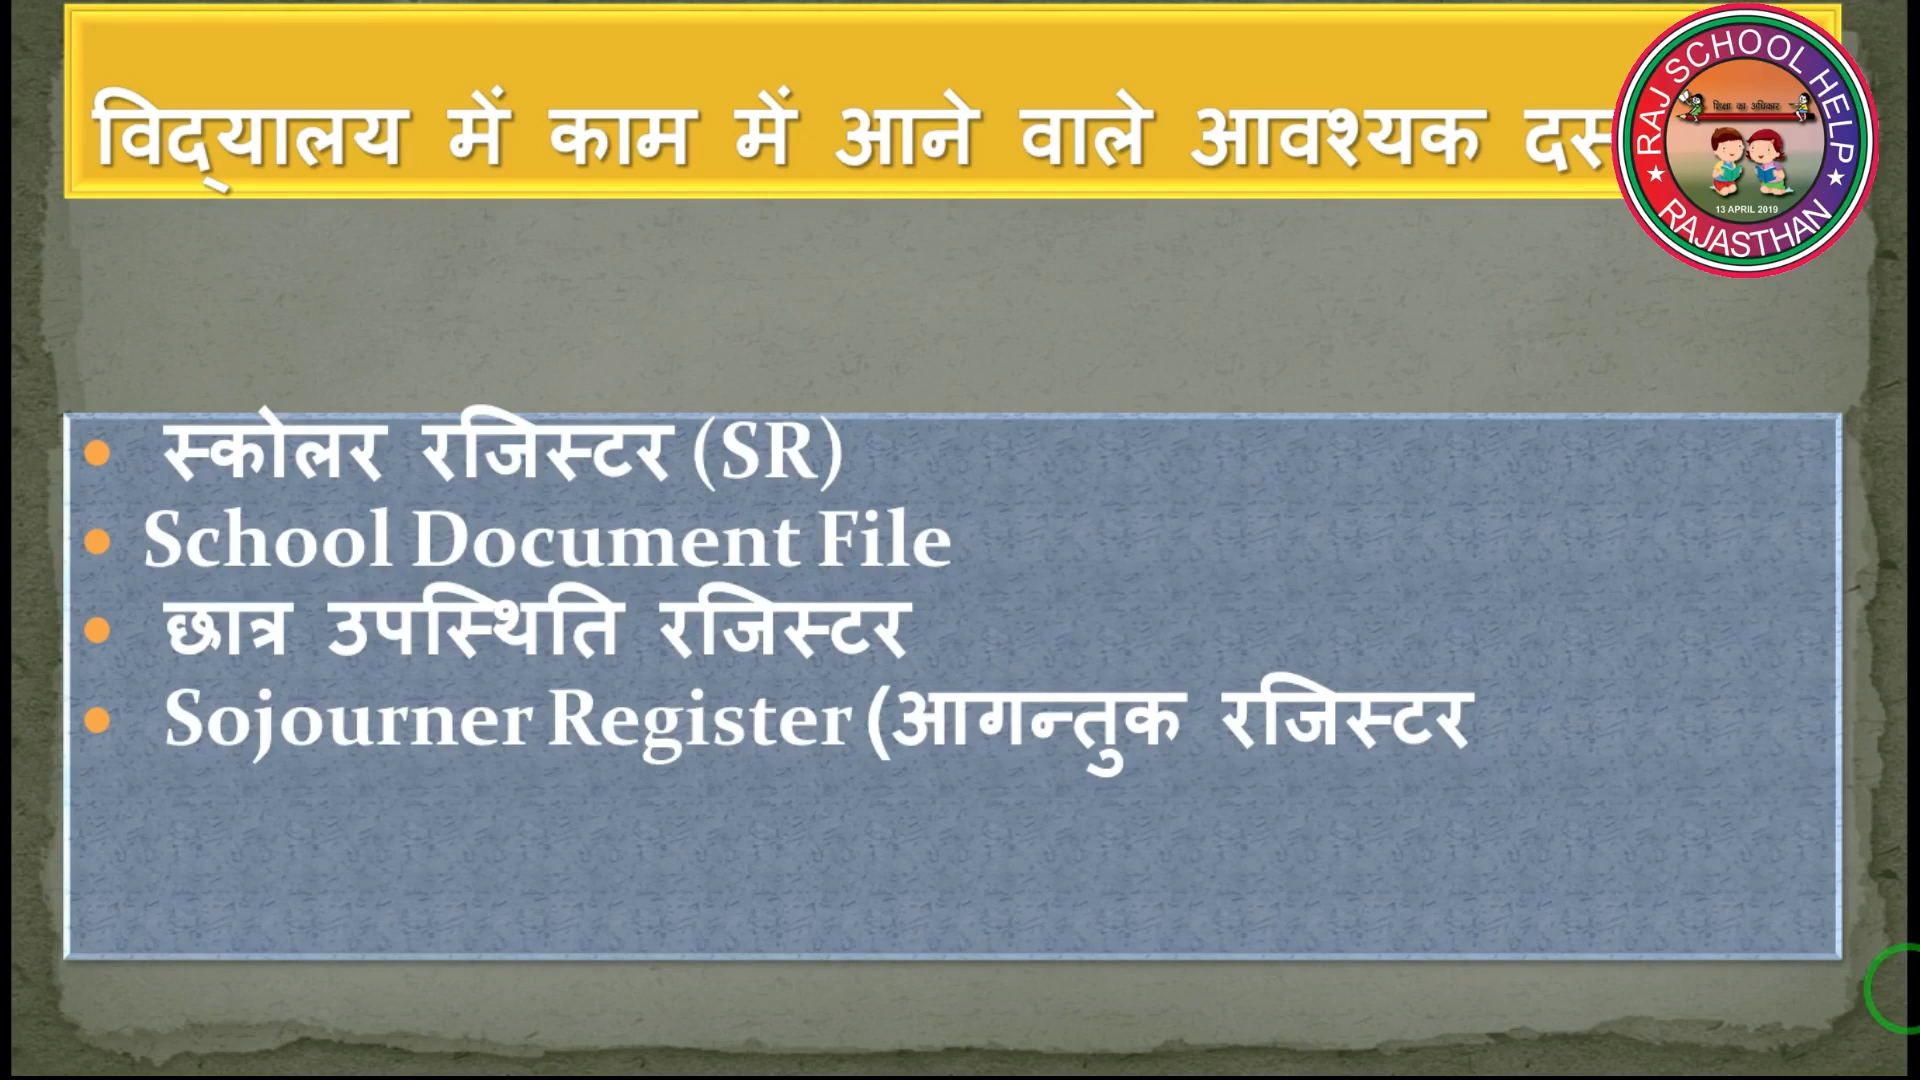 विद्यालय में काम में आने वाले आवश्यक
RAJ SCHOOL HELP
शिक्षा का अधिकार
13 APRIL 2019
★ RAJASTHAN ★
• स्कोलर रजिस्टर (SR)
• School Document File
• छात्र उपस्थिति रजिस्टर
• Sojourner Register (आगन्तुक रजिस्टर